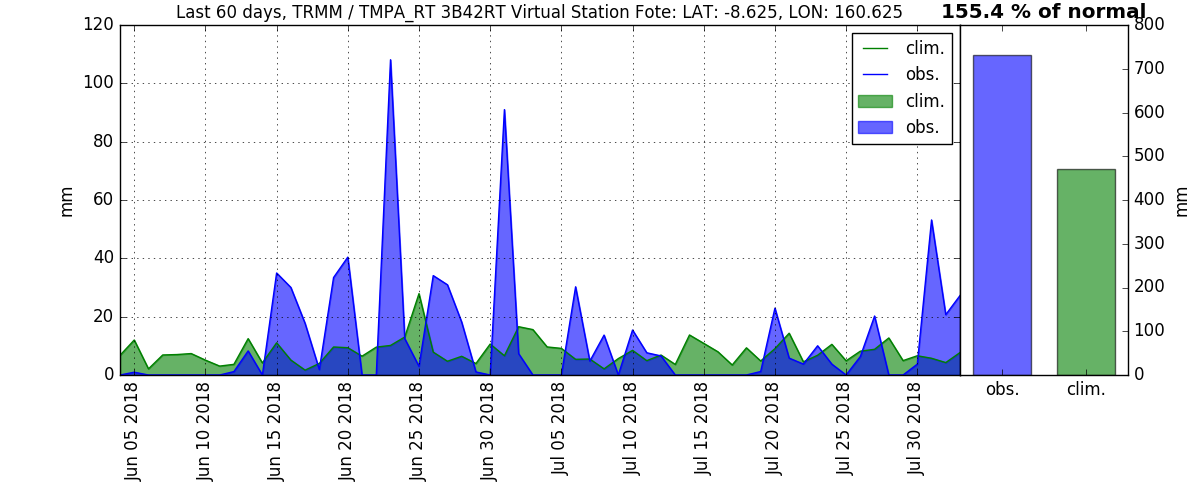 Last 60 days, TRMM / TMPA_RT 3B42RT Virtual Station Fote: LAT: -8.625, LON: 160.625
155.4 % of normal
120
100
80
60
40
20
0
mm
clim.
obs.
clim.
obs.
Jun 05 2018
Jun 10 2018
Jun 15 2018
Jun 20 2018
Jun 25 2018
Jun 30 2018
Jul 05 2018
Jul 10 2018
Jul 15 2018
Jul 20 2018
Jul 25 2018
Jul 30 2018
800
700
600
500
400
300
200
100
0
mm
obs.
clim.